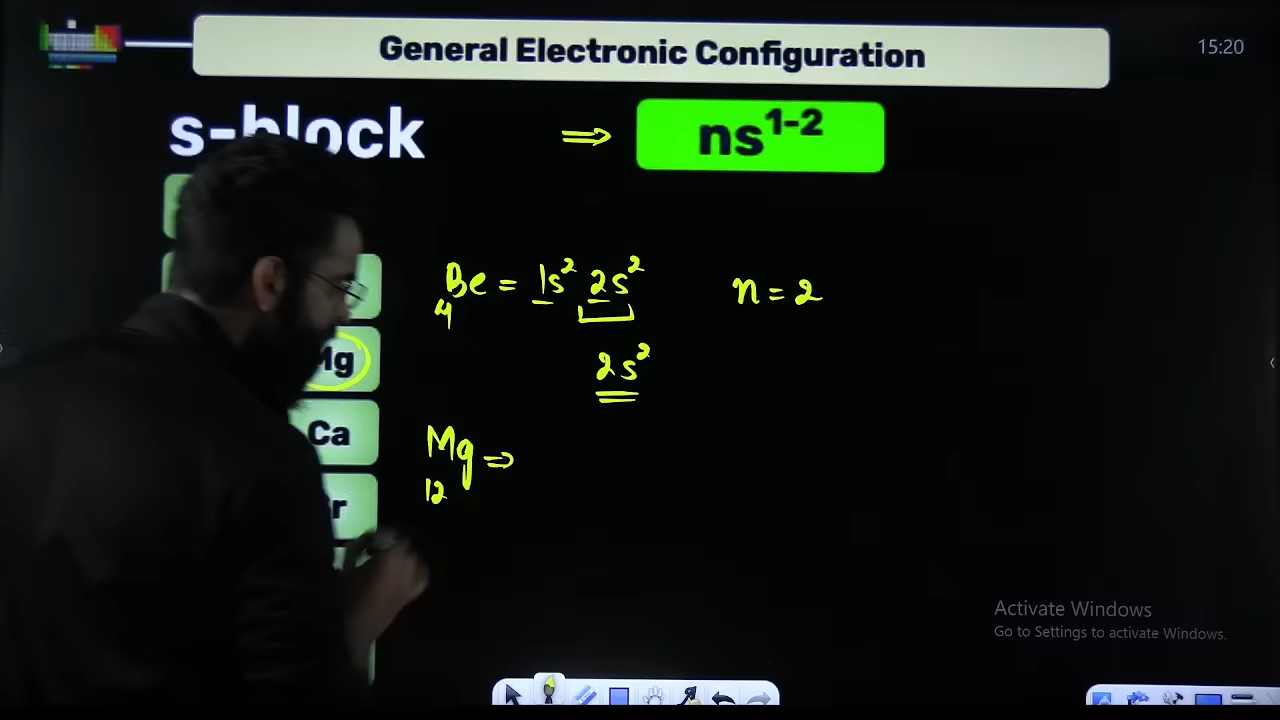 General Electronic Configuration
15:20
s-block ⇒ ns¹⁻²
₄Be = 1s² 2s² n = 2
2s²
Mg
Ca
₁₂Mg ⇒
Activate Windows
Go to Settings to activate Windows.